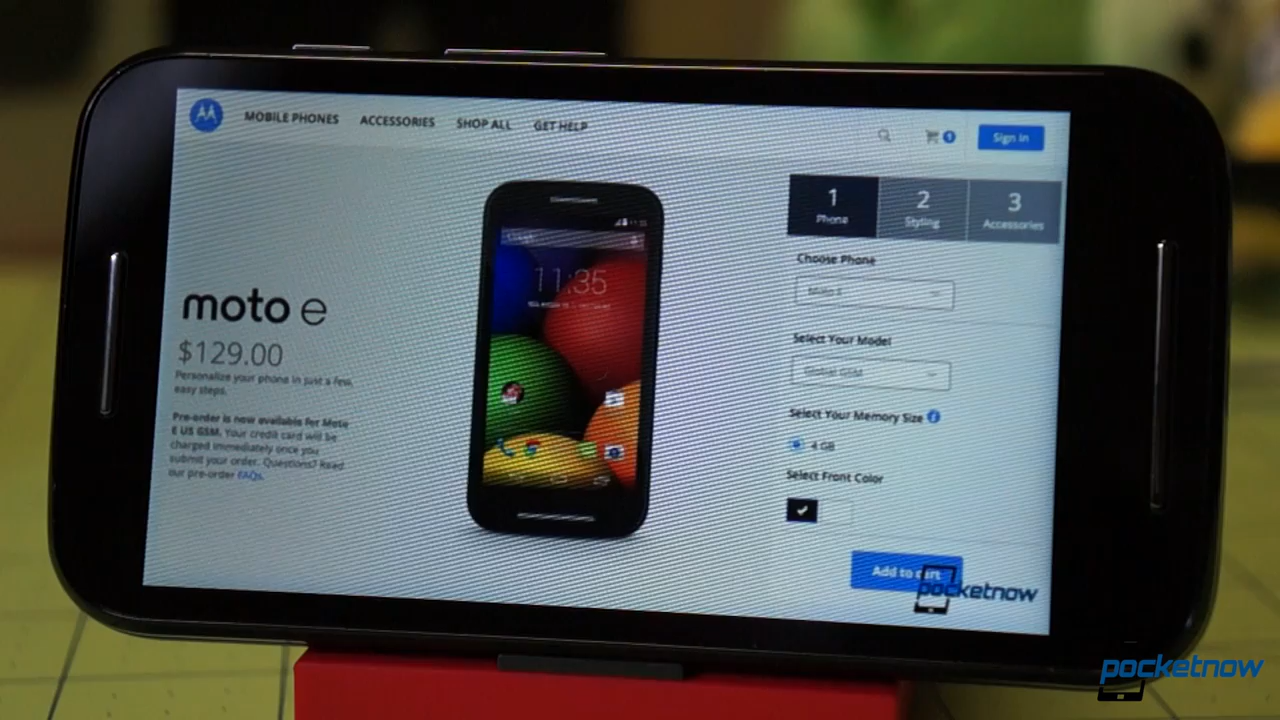 MOBILE PHONES ACCESSORIES SHOP ALL GET HELP
1
Sign In
1 2 3
Phone Styling Accessories
Choose Phone
Moto E
Select Your Model
Global GSM
Select Your Memory Size
4 GB
Select Front Color
Add to cart
moto e
$129.00
Personalize your phone in just a few,
easy steps.
Pre-order is now available for Moto
E US GSM. Your credit card will be
charged immediately once you
submit your order. Questions? Read
our pre-order FAQs.
Google
11:35
pocketnow
pocketnow